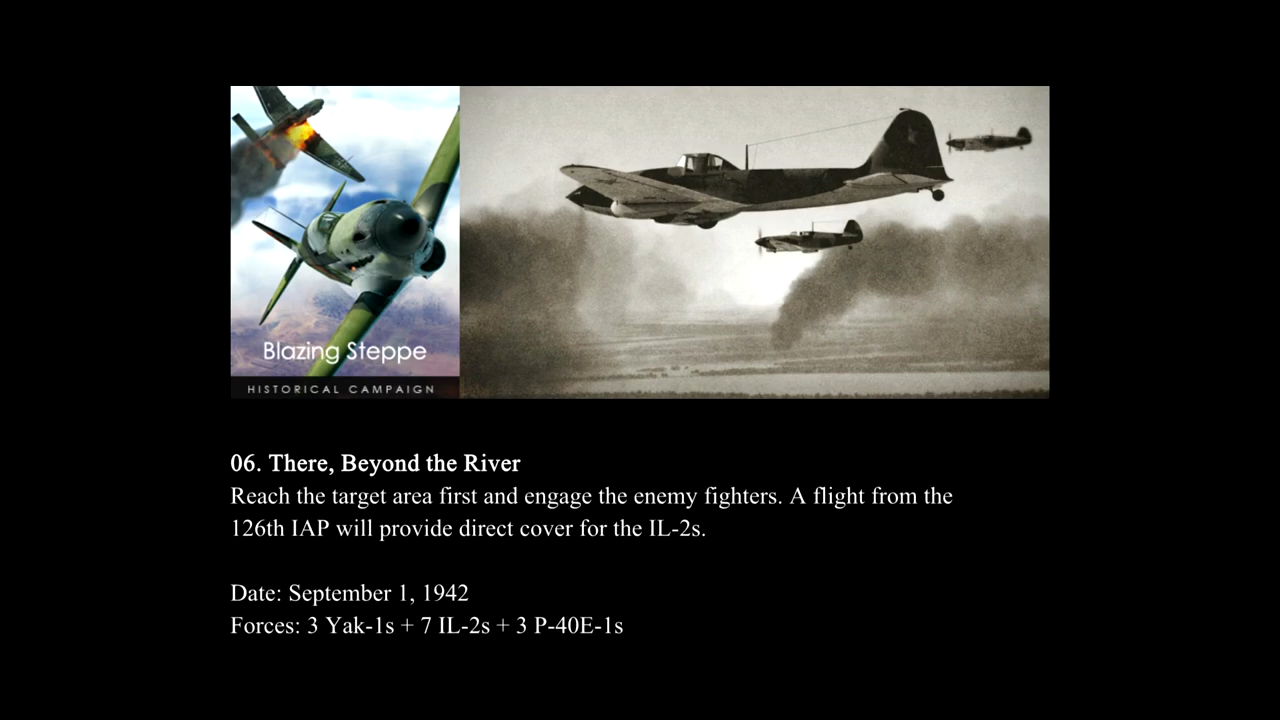 Blazing Steppe
HISTORICAL CAMPAIGN
06. There, Beyond the River
Reach the target area first and engage the enemy fighters. A flight from the
126th IAP will provide direct cover for the IL-2s.
Date: September 1, 1942
Forces: 3 Yak-1s + 7 IL-2s + 3 P-40E-1s